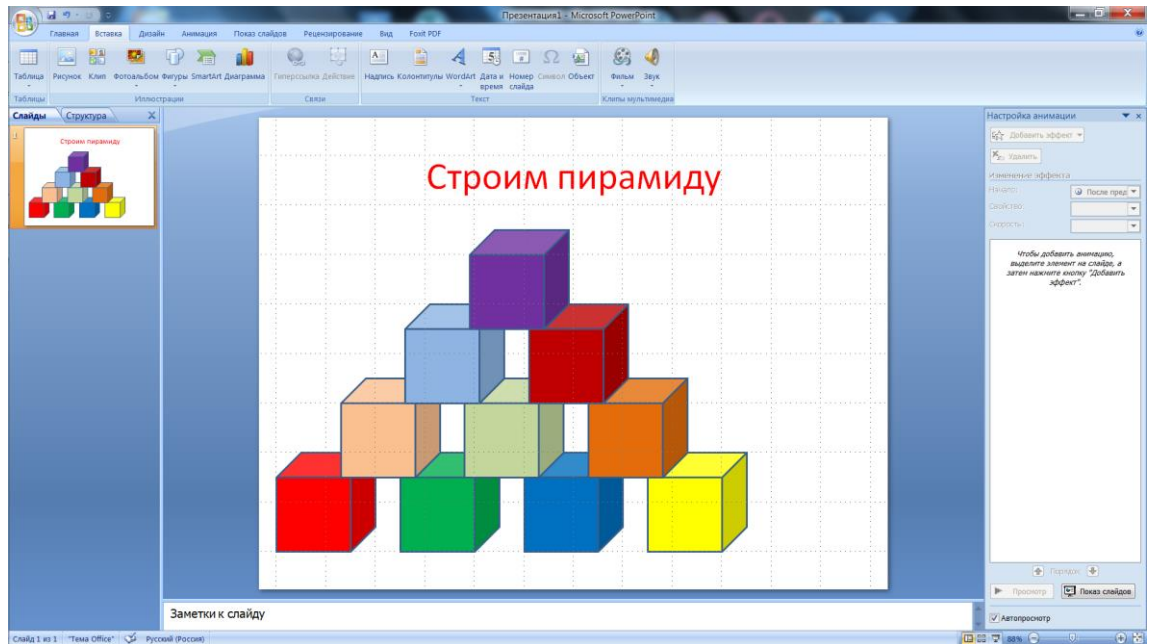 Презентация1 - Microsoft PowerPoint
Главная Вставка Дизайн Анимация Показ слайдов Рецензирование Вид Foxit PDF
Таблица Рисунок Клип Фотоальбом Фигуры SmartArt Диаграмма Гиперссылка Действие Надпись Колонтитулы WordArt Дата и время Номер слайда Символ Объект Фильм Звук
Таблицы Иллюстрации Связи Текст Клипы мультимедиа
Слайды Структура
1
Строим пирамиду
Строим пирамиду
Заметки к слайду
Настройка анимации
Добавить эффект
Удалить
Изменение эффекта
Начало:
После пред
Свойство:
Скорость:
Чтобы добавить анимацию,
выделите элемент на слайде, а
затем нажмите кнопку "Добавить
эффект".
Порядок
Просмотр Показ слайдов
Автопросмотр
Слайд 1 из 1 "Тема Office" Русский (Россия) 88%